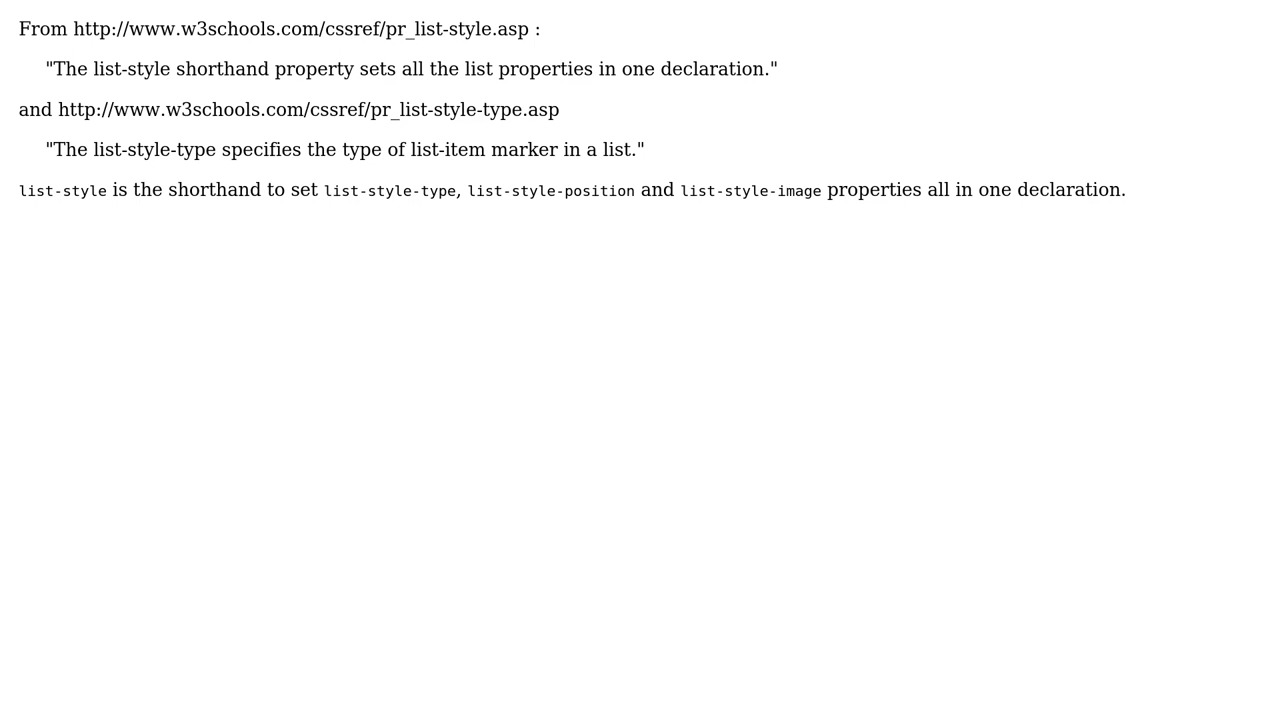 From http://www.w3schools.com/cssref/pr_list-style.asp :
"The list-style shorthand property sets all the list properties in one declaration."
and http://www.w3schools.com/cssref/pr_list-style-type.asp
"The list-style-type specifies the type of list-item marker in a list."
list-style is the shorthand to set list-style-type, list-style-position and list-style-image properties all in one declaration.